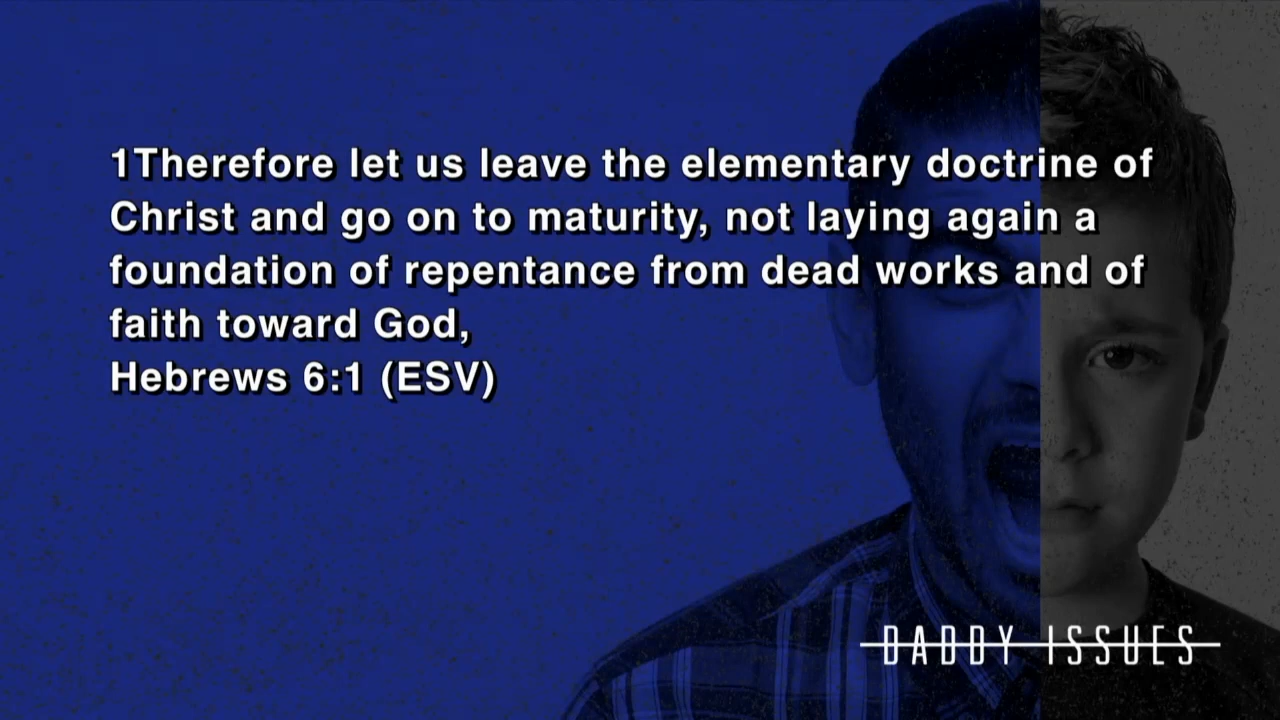 1Therefore let us leave the elementary doctrine of
Christ and go on to maturity, not laying again a
foundation of repentance from dead works and of
faith toward God,
Hebrews 6:1 (ESV)
DADDY ISSUES